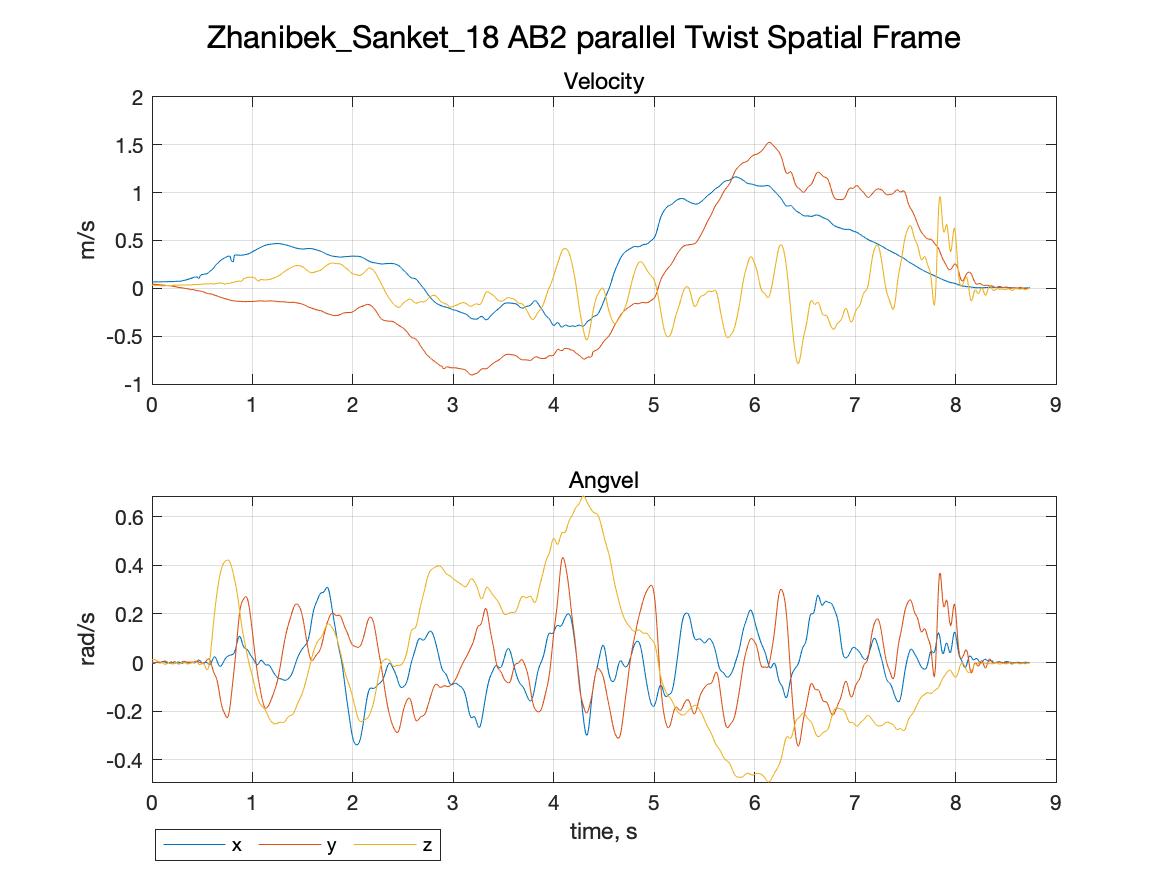 Zhanibek_Sanket_18 AB2 parallel Twist Spatial Frame
Velocity
2
1.5
1
0.5
0
-0.5
-1
m/s
0 1 2 3 4 5 6 7 8 9
Angvel
0.6
0.4
0.2
0
-0.2
-0.4
rad/s
0 1 2 3 4 5 6 7 8 9
time, s
x y z